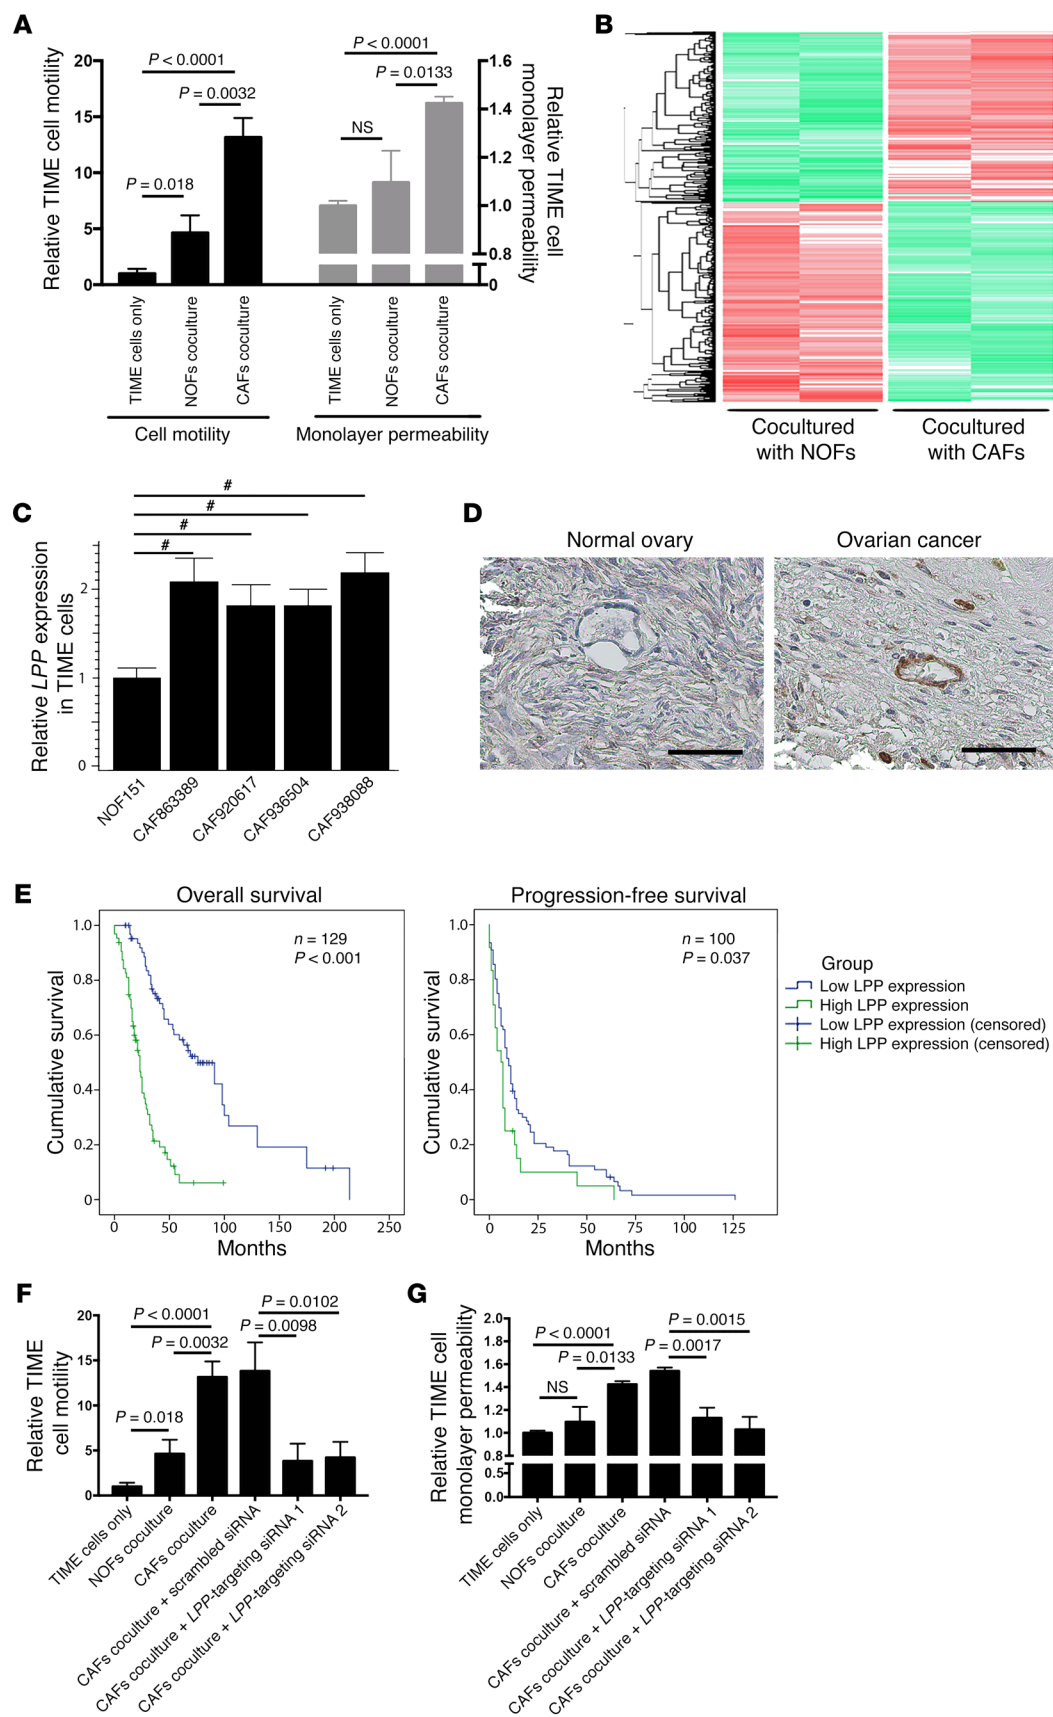 A
Relative TIME cell motility
20
15
10
5
0
P < 0.0001
P = 0.0032
P = 0.018
P < 0.0001
P = 0.0133
NS
1.6
1.4
1.2
1.0
0.8
0
Relative TIME cell
monolayer permeability
TIME cells only
NOFs coculture
CAFs coculture
TIME cells only
NOFs coculture
CAFs coculture
Cell motility
Monolayer permeability
B
Cocultured
with NOFs
Cocultured
with CAFs
C
Relative LPP expression
in TIME cells
2
1
0
#
#
#
#
NOF151
CAF863389
CAF920617
CAF936504
CAF938088
D
Normal ovary
Ovarian cancer
E
Overall survival
Cumulative survival
1.0
0.8
0.6
0.4
0.2
0
n = 129
P < 0.001
0 50 100 150 200 250
Months
Progression-free survival
Cumulative survival
1.0
0.8
0.6
0.4
0.2
0
n = 100
P = 0.037
0 25 50 75 100 125
Months
Group
Low LPP expression
High LPP expression
Low LPP expression (censored)
High LPP expression (censored)
F
Relative TIME
cell motility
20
15
10
5
0
P = 0.0102
P < 0.0001
P = 0.0098
P = 0.0032
P = 0.018
TIME cells only
NOFs coculture
CAFs coculture
CAFs coculture + scrambled siRNA
CAFs coculture + LPP-targeting siRNA 1
CAFs coculture + LPP-targeting siRNA 2
G
Relative TIME cell
monolayer permeability
2.0
1.8
1.6
1.4
1.2
1.0
0.8
0.5
0.0
P = 0.0015
P < 0.0001
P = 0.0017
P = 0.0133
NS
TIME cells only
NOFs coculture
CAFs coculture
CAFs coculture + scrambled siRNA
CAFs coculture + LPP-targeting siRNA 1
CAFs coculture + LPP-targeting siRNA 2